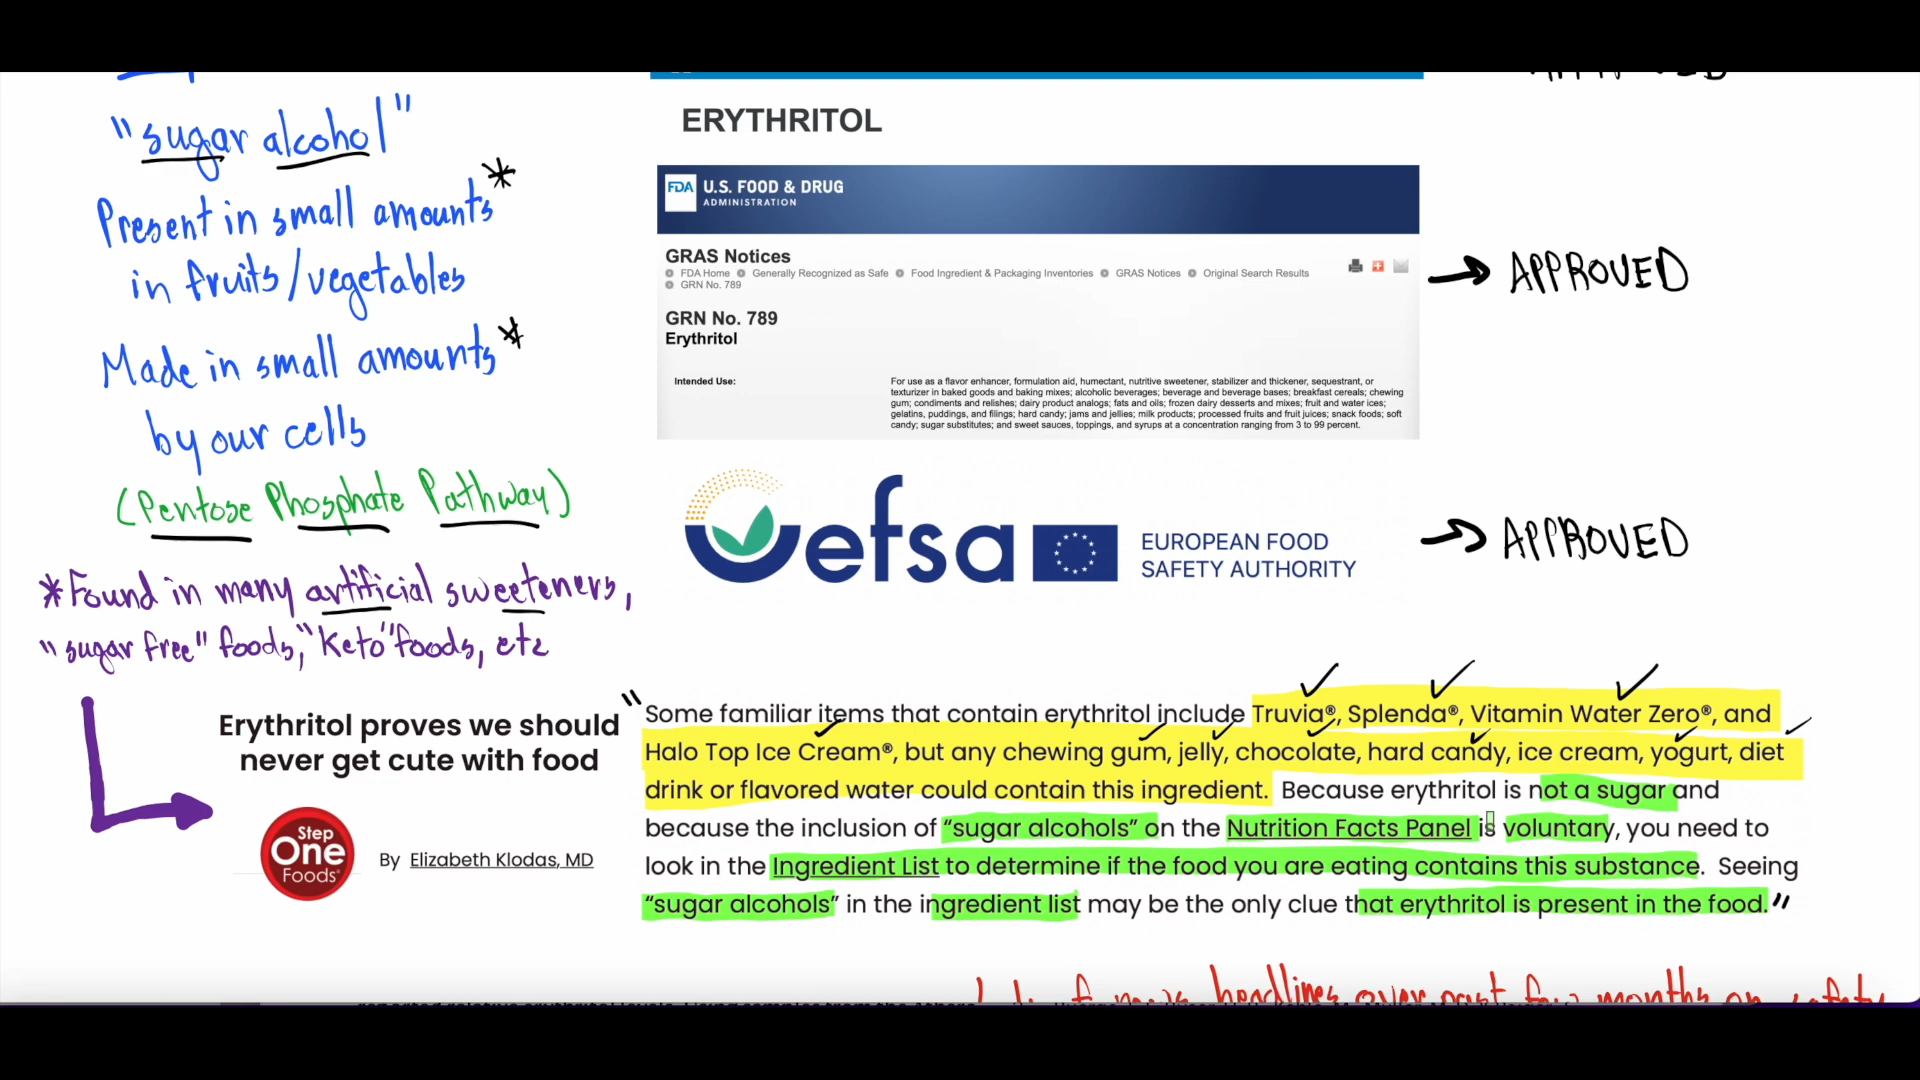 "sugar alcohol"
Present in small amounts*
in fruits/vegetables
Made in small amounts*
by our cells
(Pentose Phosphate Pathway)
*Found in many artificial sweeteners,
"sugar free" foods, "Keto" foods, etc
ERYTHRITOL
FDA U.S. FOOD & DRUG
ADMINISTRATION
GRAS Notices
FDA Home Generally Recognized as Safe Food Ingredient & Packaging Inventories GRAS Notices Original Search Results
GRN No. 789
GRN No. 789
Erythritol
Intended Use:
For use as a flavor enhancer, formulation aid, humectant, nutritive sweetener, stabilizer and thickener, sequestrant, or
texturizer in baked goods and baking mixes; alcoholic beverages; beverage and beverage bases; breakfast cereals; chewing
gum; condiments and relishes; dairy product analogs; fats and oils; frozen dairy desserts and mixes; fruit and water ices;
gelatins, puddings, and filings; hard candy; jams and jellies; milk products; processed fruits and fruit juices; snack foods; soft
candy; sugar substitutes; and sweet sauces, toppings, and syrups at a concentration ranging from 3 to 99 percent.
→ APPROVED
efsa EUROPEAN FOOD
SAFETY AUTHORITY
→ APPROVED
Erythritol proves we should
never get cute with food
Step
One
Foods®
By Elizabeth Klodas, MD
"Some familiar items that contain erythritol include Truvia®, Splenda®, Vitamin Water Zero®, and
Halo Top Ice Cream®, but any chewing gum, jelly, chocolate, hard candy, ice cream, yogurt, diet
drink or flavored water could contain this ingredient. Because erythritol is not a sugar and
because the inclusion of “sugar alcohols” on the Nutrition Facts Panel is voluntary, you need to
look in the Ingredient List to determine if the food you are eating contains this substance. Seeing
“sugar alcohols” in the ingredient list may be the only clue that erythritol is present in the food."
headlines over past few months on safety